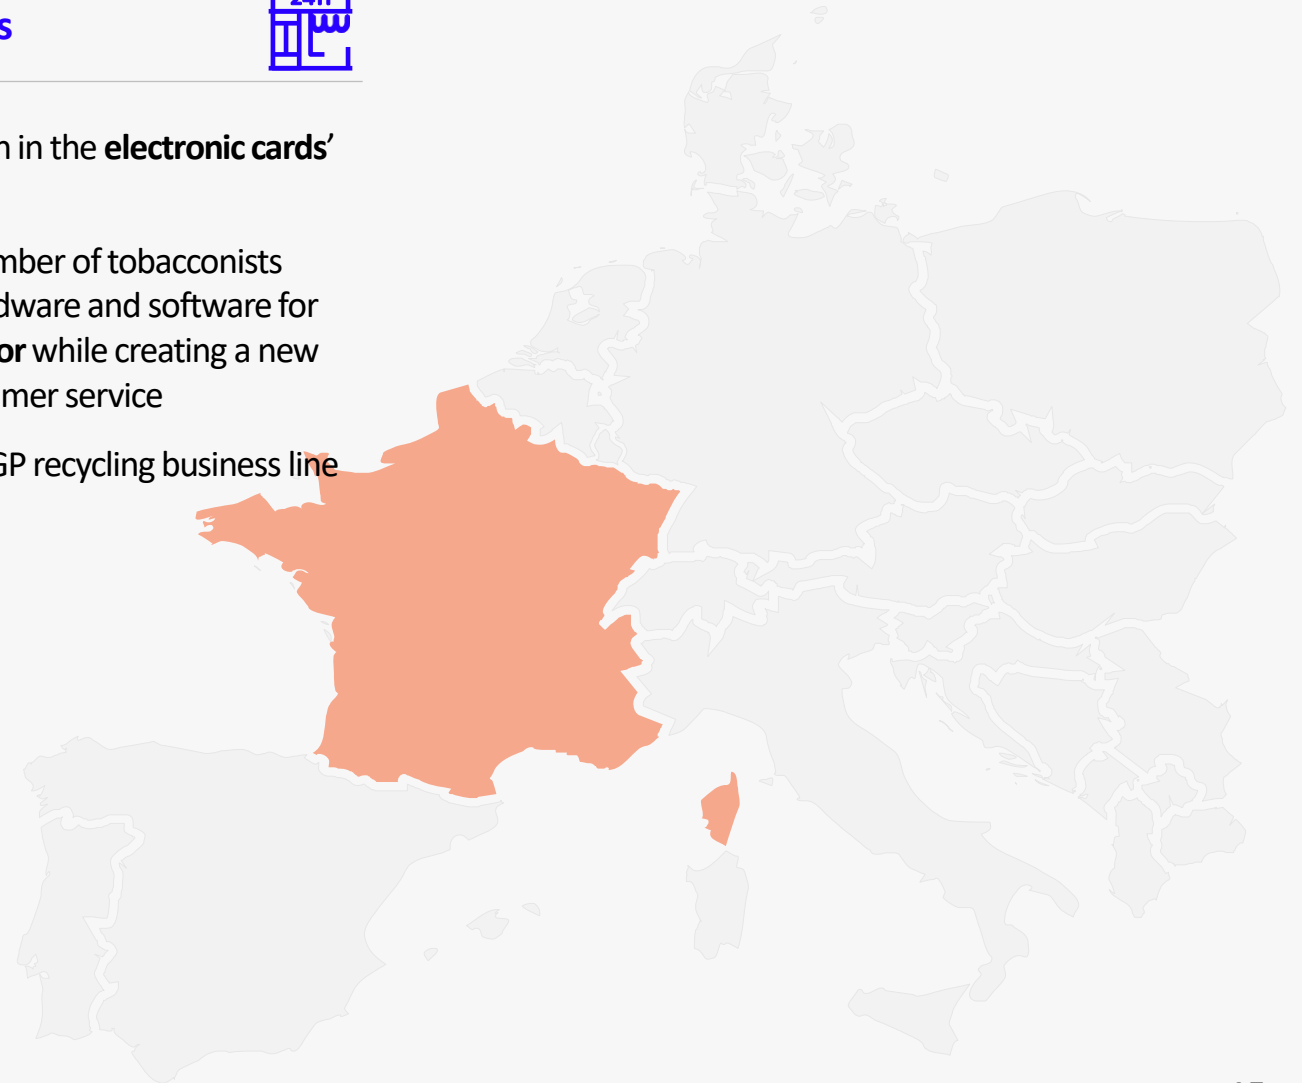 s
24h
n in the electronic cards’
mber of tobacconists
dware and software for
or while creating a new
mer service
GP recycling business line